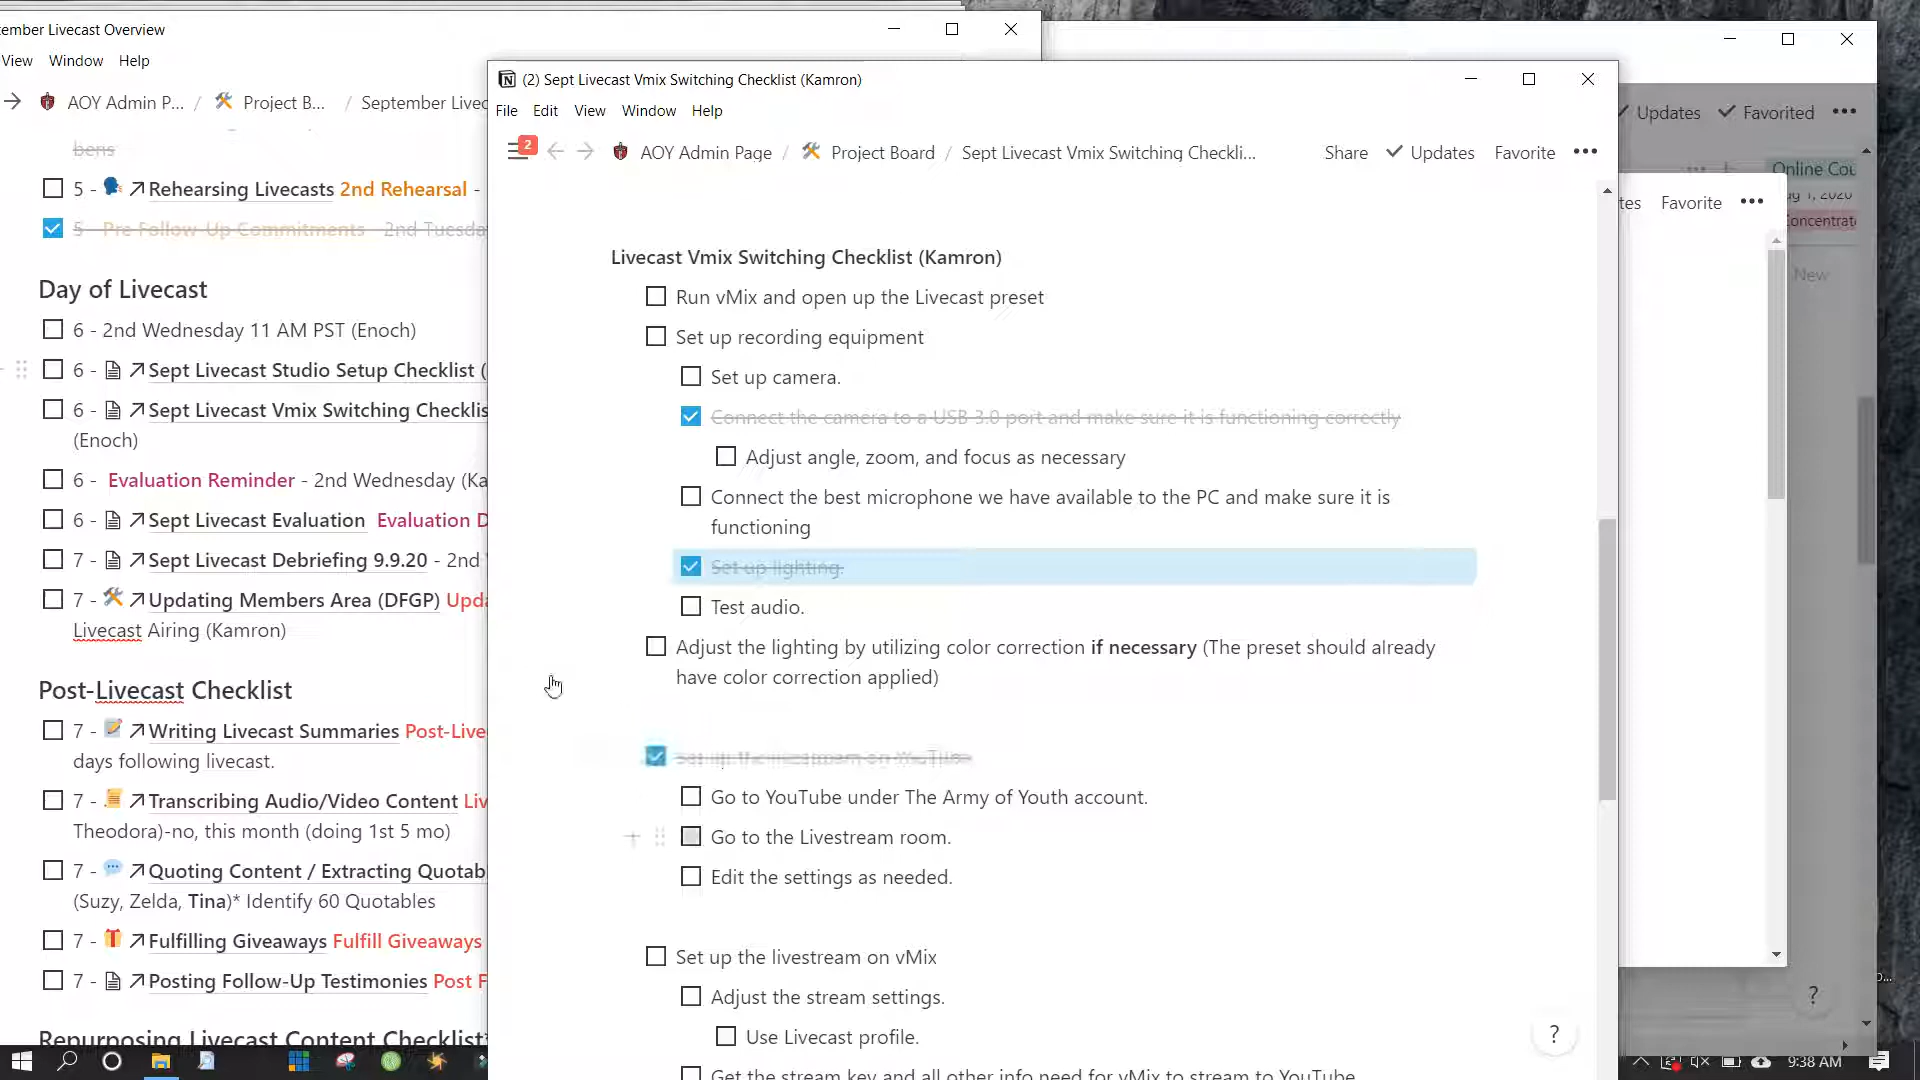 ember Livecast Overview
View Window Help
AOY Admin P... / Project B... / September Livec
bens
5 - Rehearsing Livecasts 2nd Rehearsal -
5 - Pre Follow-Up Commitments - 2nd Tuesda
Day of Livecast
6 - 2nd Wednesday 11 AM PST (Enoch)
6 - Sept Livecast Studio Setup Checklist (
6 - Sept Livecast Vmix Switching Checklis
(Enoch)
6 - Evaluation Reminder - 2nd Wednesday (Ka
6 - Sept Livecast Evaluation Evaluation D
7 - Sept Livecast Debriefing 9.9.20 - 2nd
7 - Updating Members Area (DFGP) Upda
Livecast Airing (Kamron)
Post-Livecast Checklist
7 - Writing Livecast Summaries Post-Live
days following livecast.
7 - Transcribing Audio/Video Content Liv
Theodora)-no, this month (doing 1st 5 mo)
7 - Quoting Content / Extracting Quotab
(Suzy, Zelda, Tina)* Identify 60 Quotables
7 - Fulfilling Giveaways Fulfill Giveaways
7 - Posting Follow-Up Testimonies Post F
Repurposing Livecast Content Checklist*
(2) Sept Livecast Vmix Switching Checklist (Kamron)
File Edit View Window Help
2 AOY Admin Page / Project Board / Sept Livecast Vmix Switching Checkli... Share Updates Favorite
Livecast Vmix Switching Checklist (Kamron)
Run vMix and open up the Livecast preset
Set up recording equipment
Set up camera.
Connect the camera to a USB 3.0 port and make sure it is functioning correctly
Adjust angle, zoom, and focus as necessary
Connect the best microphone we have available to the PC and make sure it is
functioning
Set up lighting.
Test audio.
Adjust the lighting by utilizing color correction if necessary (The preset should already
have color correction applied)
Set up the livestream on YouTube
Go to YouTube under The Army of Youth account.
Go to the Livestream room.
Edit the settings as needed.
Set up the livestream on vMix
Adjust the stream settings.
Use Livecast profile.
Get the stream key and all other info need for vMix to stream to YouTube
?
Updates Favorited
Online Cou
ug 1, 2020
oncentrate
New
tes Favorite
?
9:38 AM